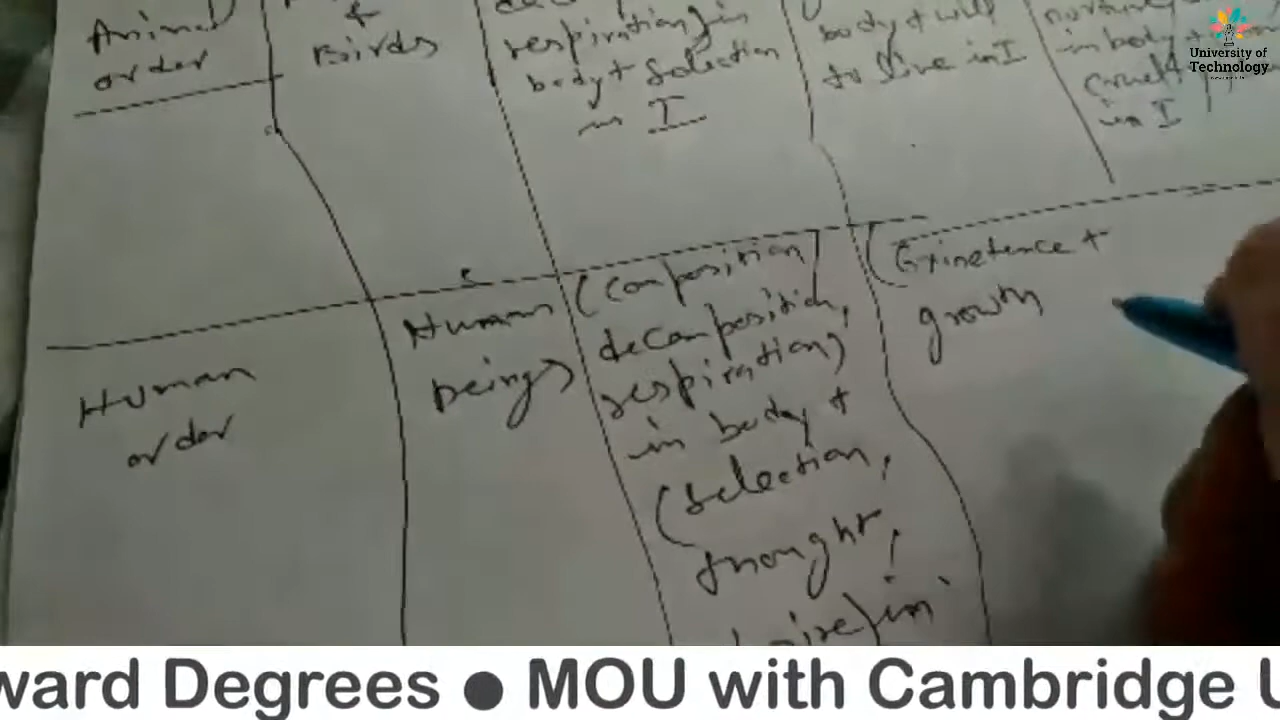 Animal
order
&
Birds
respiration) in
body + Selection
in I
body + will
to live in I
in body +
in I
University of
Technology
Human
order
Human
beings
(Composition,
decomposition,
respiration)
in body +
(selection,
thought,
in
(Existence +
growth
ward Degrees ● MOU with Cambridge U